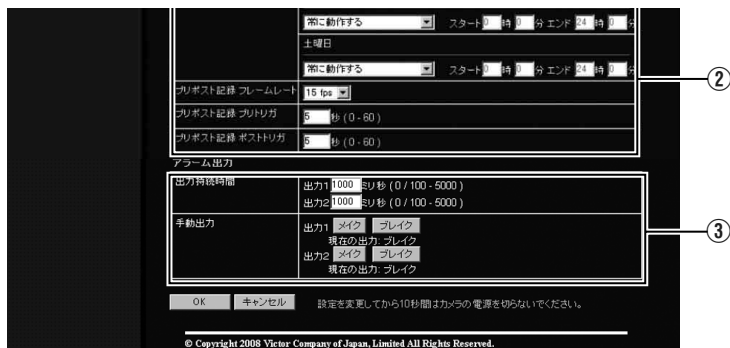 常に動作する スタート 0 時 0 分 エンド 24 時 0 分
土曜日
常に動作する スタート 0 時 0 分 エンド 24 時 0 分
プリポスト記録 フレームレート 15 fps
プリポスト記録 プリトリガ 5 秒 ( 0 - 60 )
プリポスト記録 ポストトリガ 5 秒 ( 0 - 60 )
②
アラーム出力
出力持続時間 出力1 1000 ミリ秒 ( 0 / 100 - 5000 )
出力2 1000 ミリ秒 ( 0 / 100 - 5000 )
手動出力 出力1 メイク ブレイク
現在の出力: ブレイク
出力2 メイク ブレイク
現在の出力: ブレイク
③
OK キャンセル 設定を変更してから10秒間はカメラの電源を切らないでください。
© Copyright 2008 Victor Company of Japan, Limited All Rights Reserved.